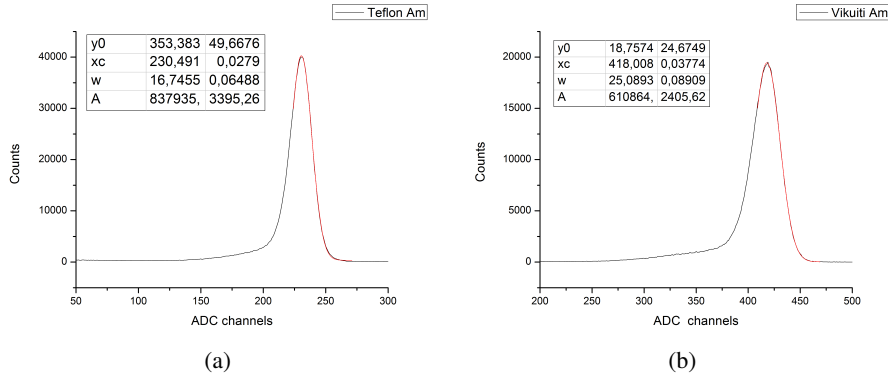 Teflon Am
y0 353,383 49,6676
xc 230,491 0,0279
w 16,7455 0,06488
A 837935, 3395,26
40000
30000
20000
10000
0
Counts
50 100 150 200 250 300
ADC channels
(a)
Vikuiti Am
y0 18,7574 24,6749
xc 418,008 0,03774
w 25,0893 0,08909
A 610864, 2405,62
20000
15000
10000
5000
0
Counts
200 250 300 350 400 450 500
ADC channels
(b)